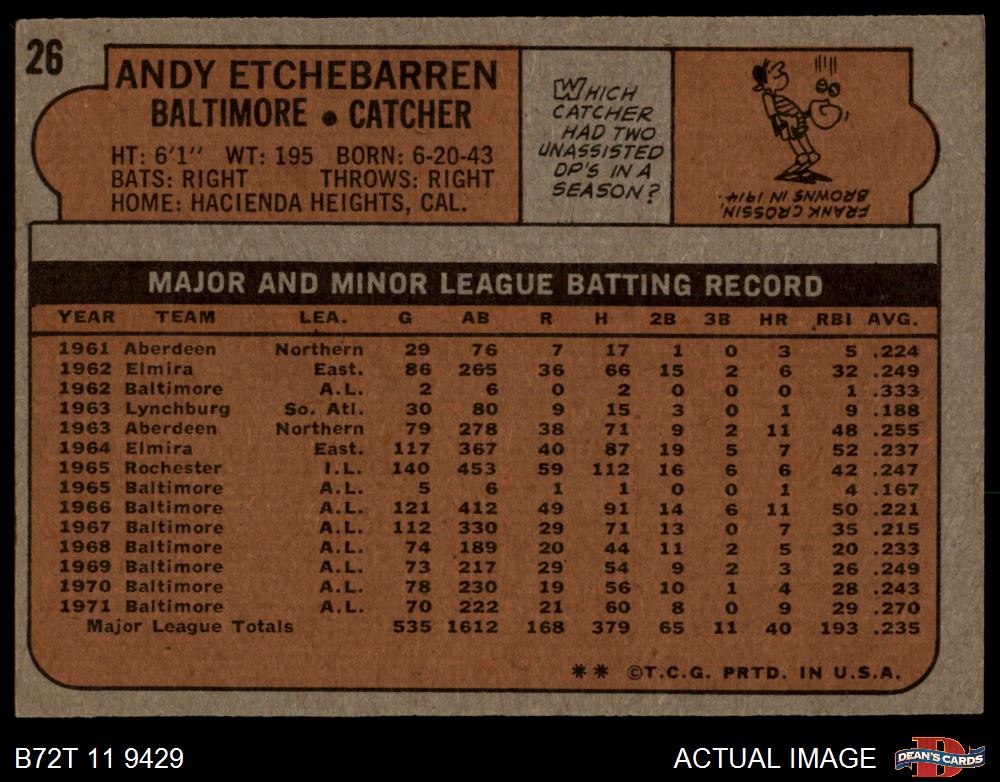 26
ANDY ETCHEBARREN
BALTIMORE • CATCHER
HT: 6'1" WT: 195 BORN: 6-20-43
BATS: RIGHT THROWS: RIGHT
HOME: HACIENDA HEIGHTS, CAL.
WHICH
CATCHER
HAD TWO
UNASSISTED
DP'S IN A
SEASON?
FRANK CROSSIN,
BROWNS IN 1914.
MAJOR AND MINOR LEAGUE BATTING RECORD
YEAR TEAM LEA. G AB R H 2B 3B HR RBI AVG.
1961 Aberdeen Northern 29 76 7 17 1 0 3 5 .224
1962 Elmira East. 86 265 36 66 15 2 6 32 .249
1962 Baltimore A.L. 2 6 0 2 0 0 0 1 .333
1963 Lynchburg So. Atl. 30 80 9 15 3 0 1 9 .188
1963 Aberdeen Northern 79 278 38 71 9 2 11 48 .255
1964 Elmira East. 117 367 40 87 19 5 7 52 .237
1965 Rochester I.L. 140 453 59 112 16 6 6 42 .247
1965 Baltimore A.L. 5 6 1 1 0 0 1 4 .167
1966 Baltimore A.L. 121 412 49 91 14 6 11 50 .221
1967 Baltimore A.L. 112 330 29 71 13 0 7 35 .215
1968 Baltimore A.L. 74 189 20 44 11 2 5 20 .233
1969 Baltimore A.L. 73 217 29 54 9 2 3 26 .249
1970 Baltimore A.L. 78 230 19 56 10 1 4 28 .243
1971 Baltimore A.L. 70 222 21 60 8 0 9 29 .270
Major League Totals 535 1612 168 379 65 11 40 193 .235
** ©T.C.G. PRTD. IN U.S.A.
B72T 11 9429
ACTUAL IMAGE
D
DEAN'S CARDS